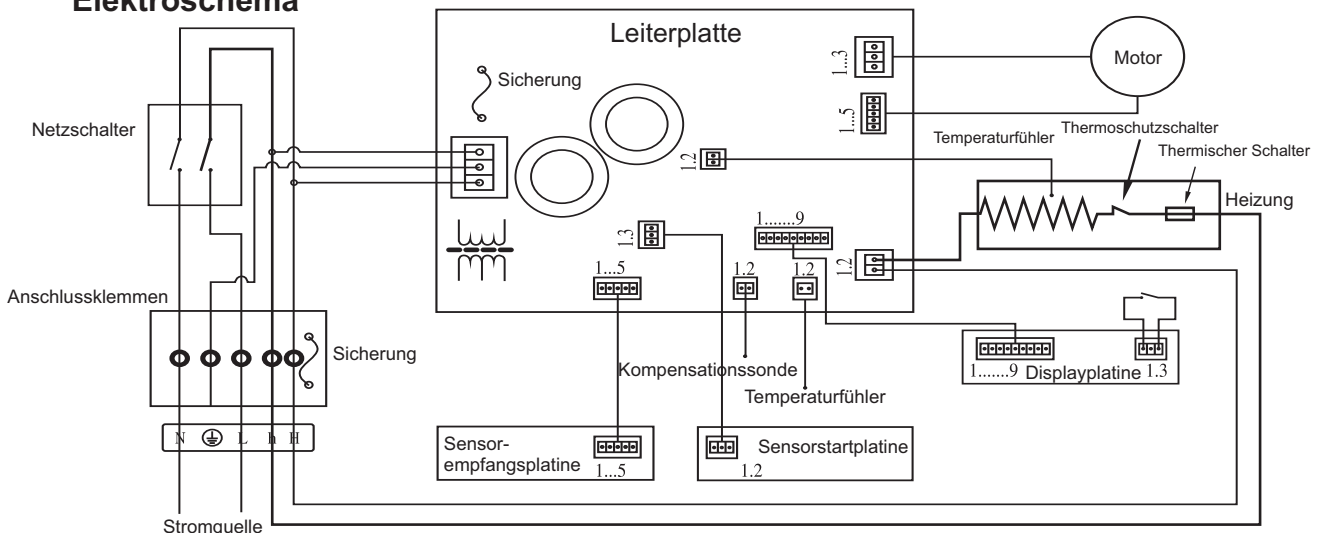 Elektroschema
Leiterplatte
Sicherung
1...3
Motor
Netzschalter
1...5
Temperaturfühler
Thermoschutzschalter
Thermischer Schalter
1.2
Heizung
1.3
1.......9
1.2
1...5
1.2
1.2
Anschlussklemmen
Sicherung
Kompensationssonde
Temperaturfühler
1.......9
Displayplatine
1.3
N
L
h
H
Sensor-
empfangsplatine
1...5
Sensorstartplatine
1.2
Stromquelle